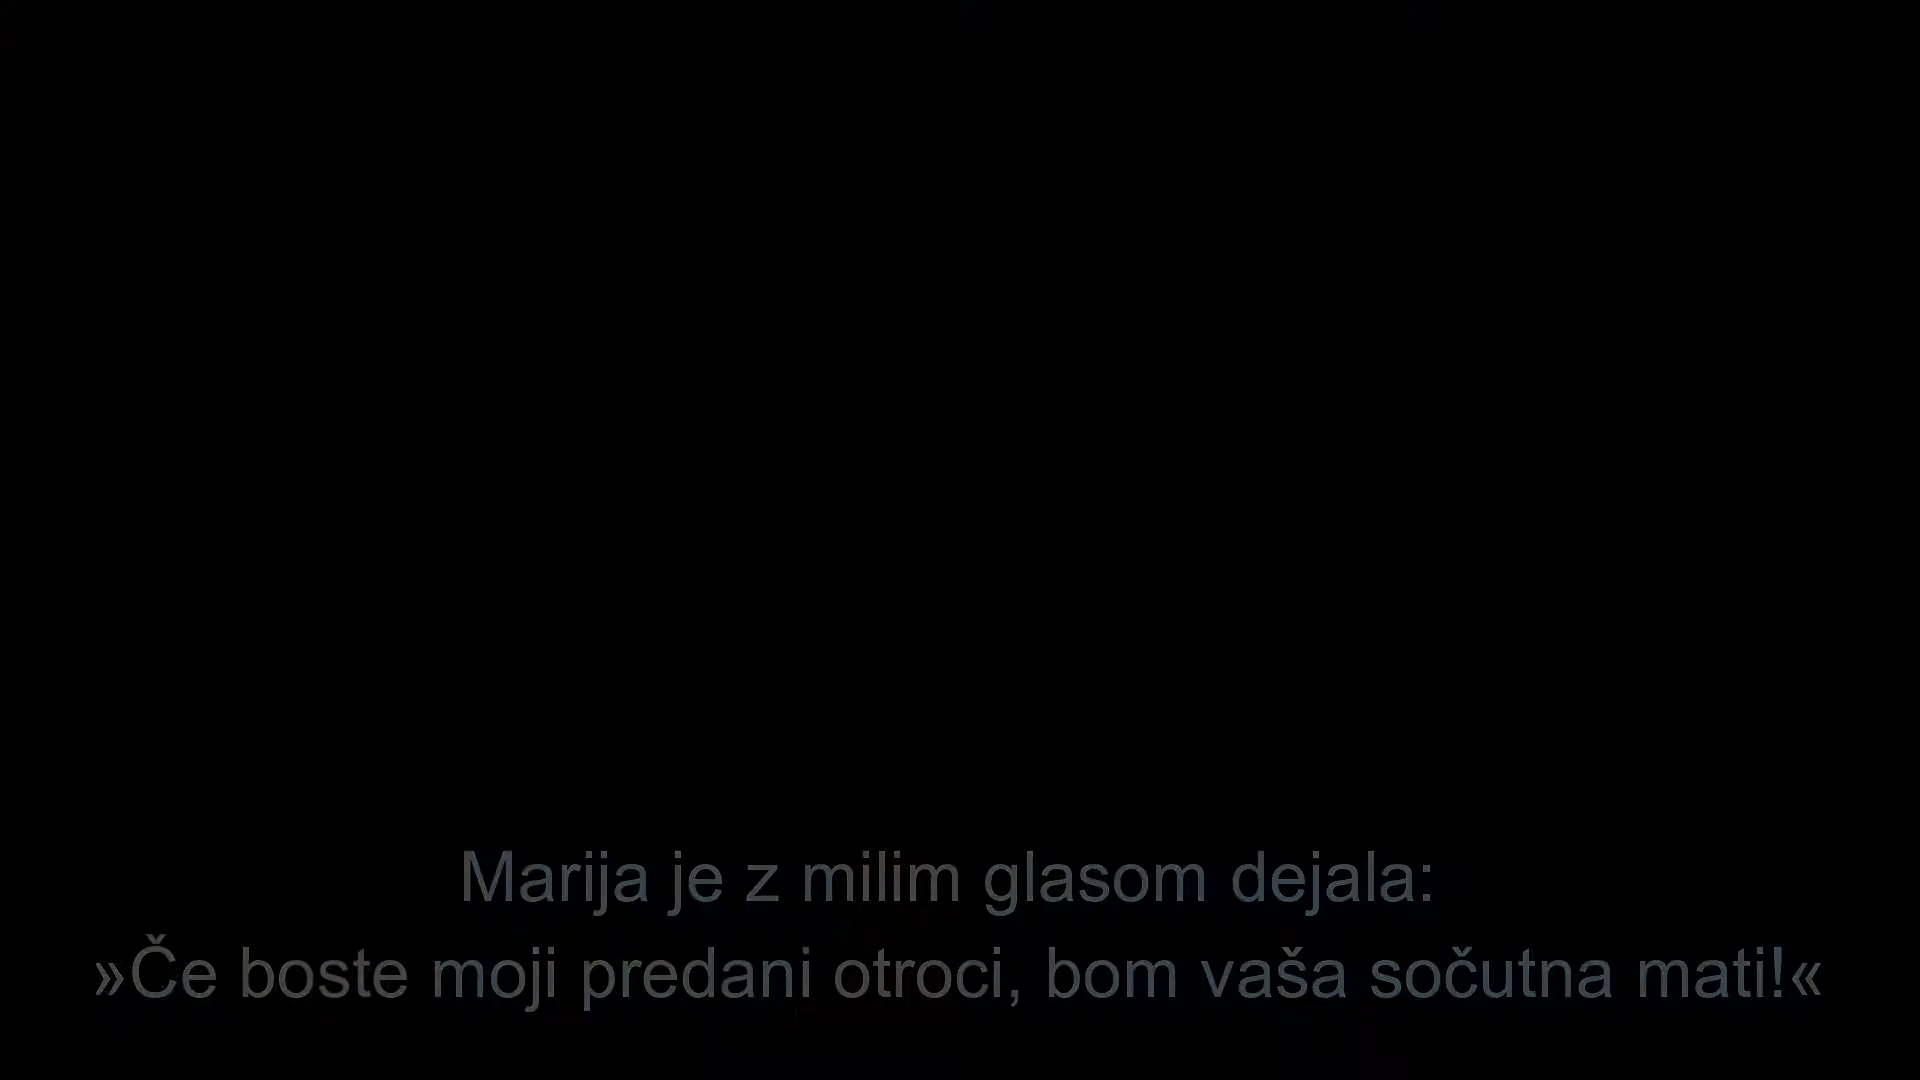 Marija je z milim glasom dejala:
»Če boste moji predani otroci, bom vaša sočutna mati!«